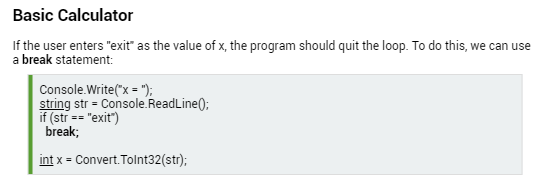 Basic Calculator
If the user enters "exit" as the value of x, the program should quit the loop. To do this, we can use
a break statement:
Console.Write("x = ");
string str = Console.ReadLine();
if (str == "exit")
break;
int x = Convert.ToInt32(str);